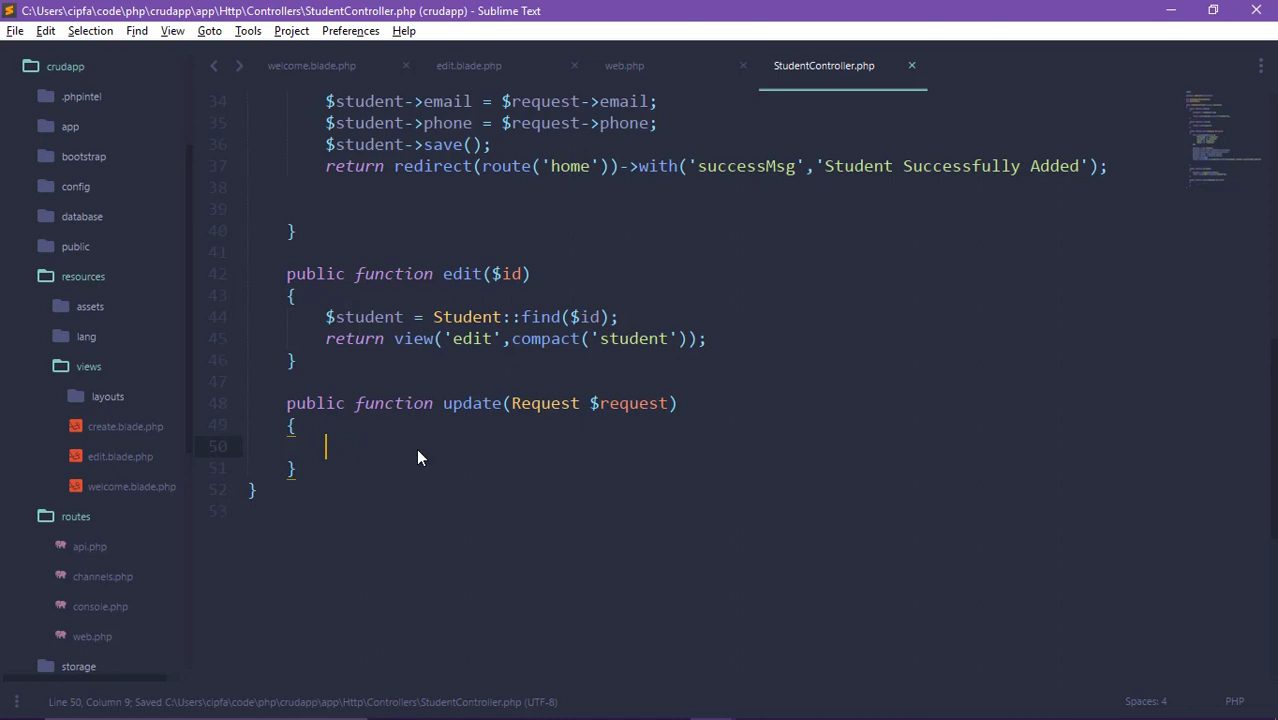 C:\Users\cipfa\code\php\crudapp\app\Http\Controllers\StudentController.php (crudapp) - Sublime Text
File Edit Selection Find View Goto Tools Project Preferences Help
crudapp
.phpintel
app
bootstrap
config
database
public
resources
assets
lang
views
layouts
create.blade.php
edit.blade.php
welcome.blade.php
routes
api.php
channels.php
console.php
web.php
storage
welcome.blade.php edit.blade.php web.php StudentController.php
34 $student->email = $request->email;
35 $student->phone = $request->phone;
36 $student->save();
37 return redirect(route('home'))->with('successMsg','Student Successfully Added');
38
39
40 }
41
42 public function edit($id)
43 {
44 $student = Student::find($id);
45 return view('edit',compact('student'));
46 }
47
48 public function update(Request $request)
49 {
50
51 }
52 }
53
Line 50, Column 9; Saved C:\Users\cipfa\code\php\crudapp\app\Http\Controllers\StudentController.php (UTF-8)
Spaces: 4 PHP